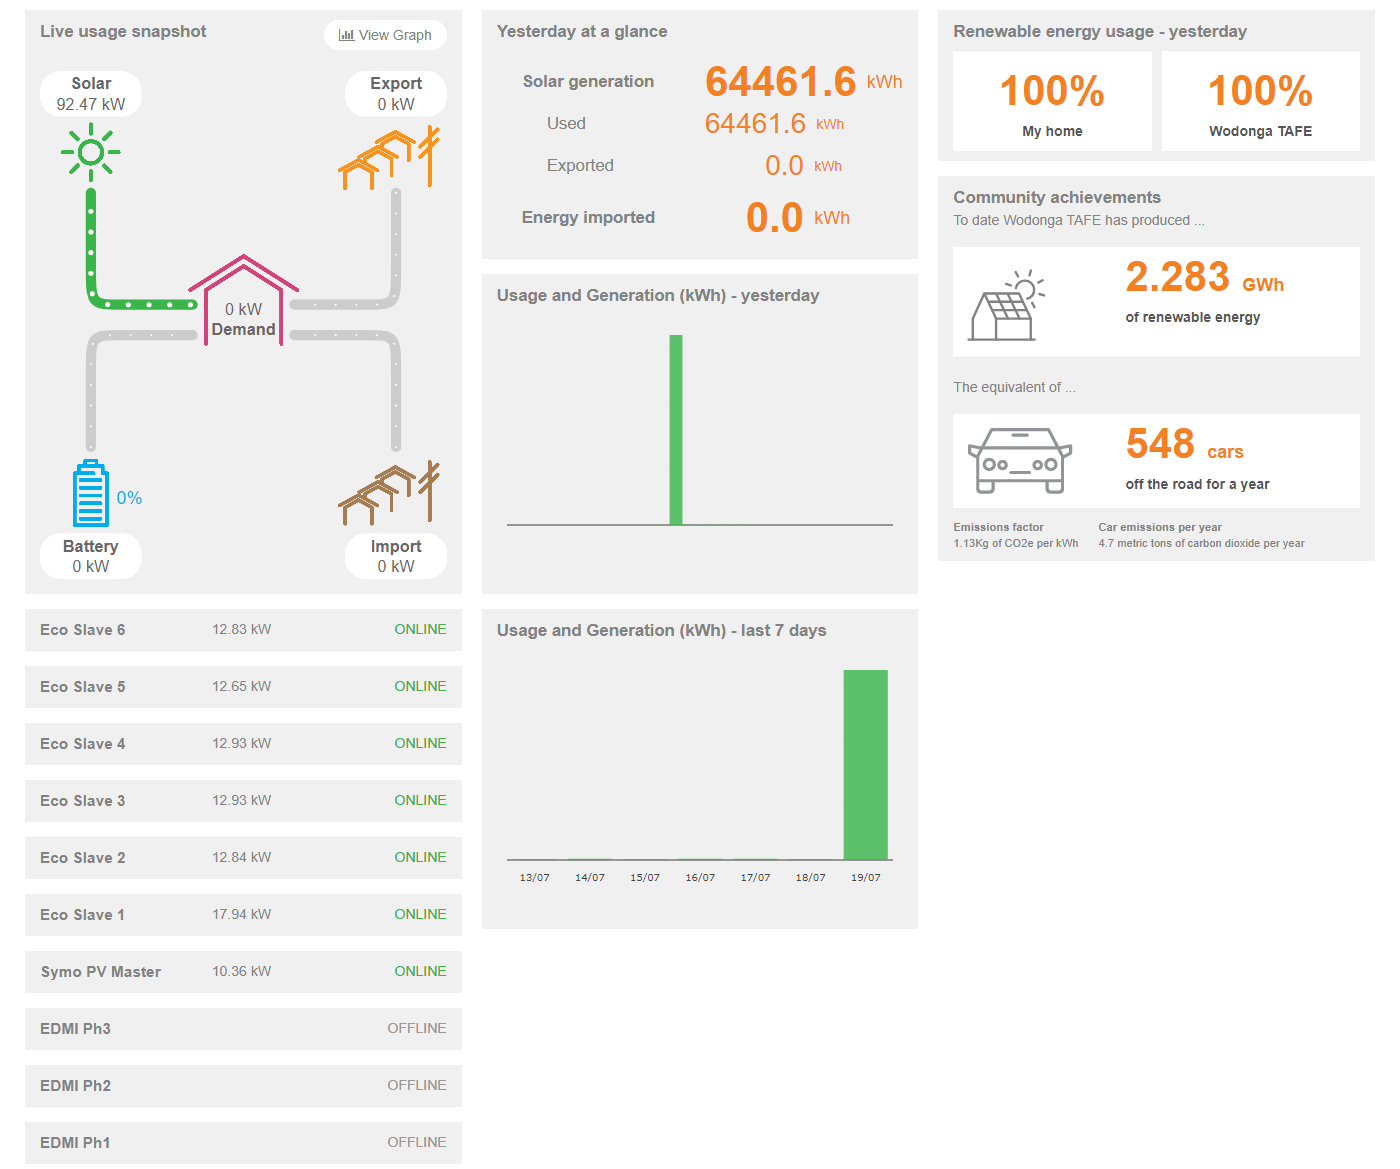 Live usage snapshot
View Graph
Solar
92.47 kW
Export
0 kW
0 kW
Demand
0%
Battery
0 kW
Import
0 kW
Eco Slave 6 12.83 kW ONLINE
Eco Slave 5 12.65 kW ONLINE
Eco Slave 4 12.93 kW ONLINE
Eco Slave 3 12.93 kW ONLINE
Eco Slave 2 12.84 kW ONLINE
Eco Slave 1 17.94 kW ONLINE
Symo PV Master 10.36 kW ONLINE
EDMI Ph3 OFFLINE
EDMI Ph2 OFFLINE
EDMI Ph1 OFFLINE
Yesterday at a glance
Solar generation 64461.6 kWh
Used 64461.6 kWh
Exported 0.0 kWh
Energy imported 0.0 kWh
Usage and Generation (kWh) - yesterday
Usage and Generation (kWh) - last 7 days
13/07 14/07 15/07 16/07 17/07 18/07 19/07
Renewable energy usage - yesterday
100%
My home
100%
Wodonga TAFE
Community achievements
To date Wodonga TAFE has produced ...
2.283 GWh
of renewable energy
The equivalent of ...
548 cars
off the road for a year
Emissions factor
1.13Kg of CO2e per kWh
Car emissions per year
4.7 metric tons of carbon dioxide per year